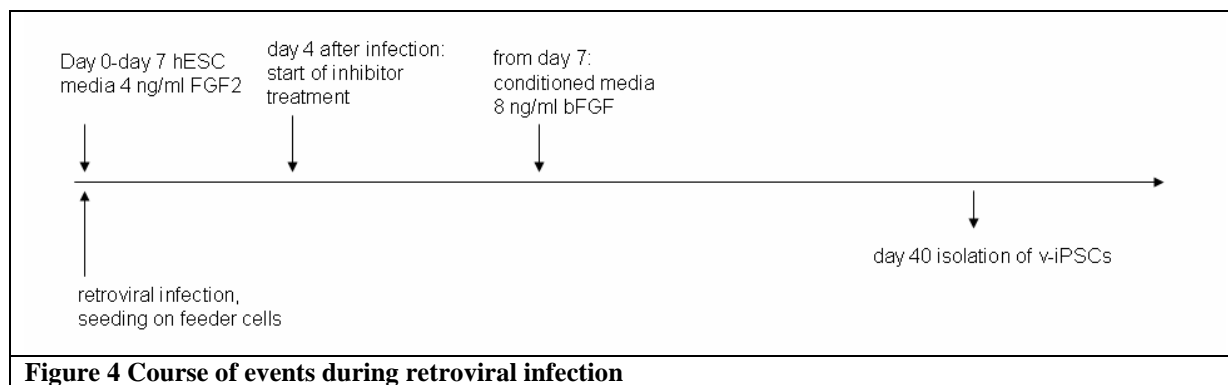 Day 0-day 7 hESC
media 4 ng/ml FGF2
day 4 after infection:
start of inhibitor
treatment
from day 7:
conditioned media
8 ng/ml bFGF
day 40 isolation of v-iPSCs
retroviral infection,
seeding on feeder cells
Figure 4 Course of events during retroviral infection